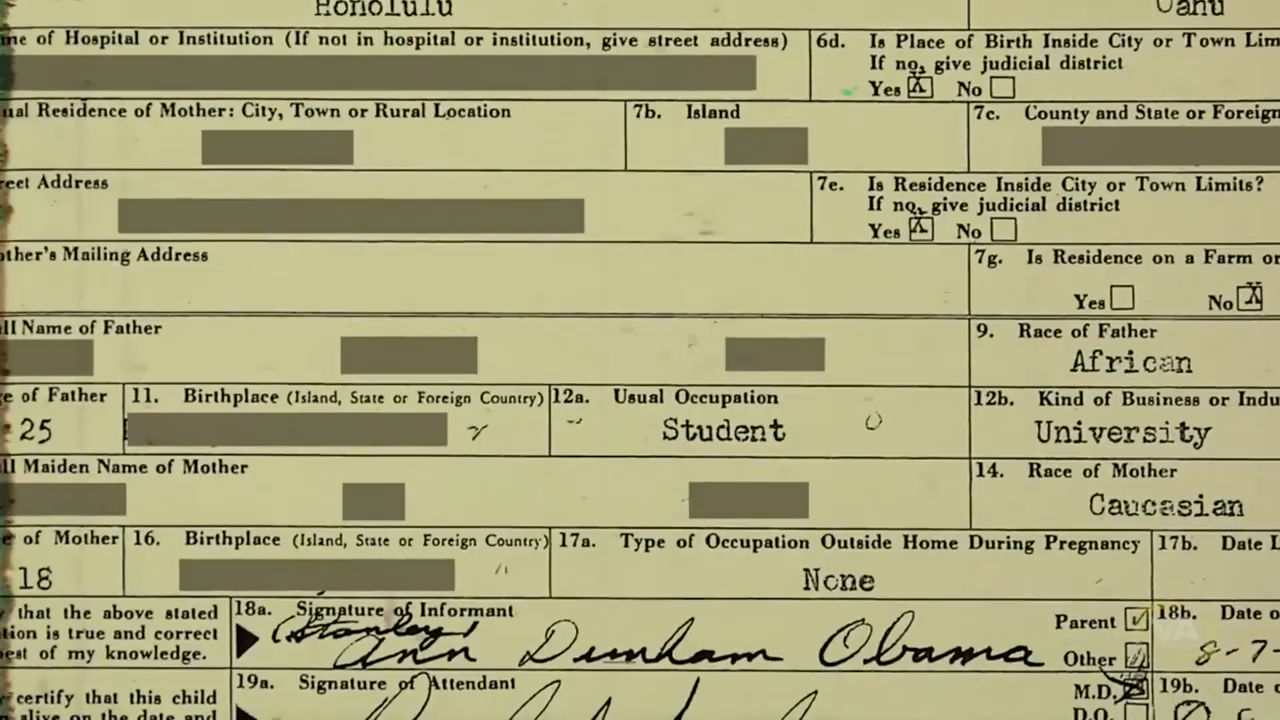 Honolulu Oahu
me of Hospital or Institution (If not in hospital or institution, give street address) 6d. Is Place of Birth Inside City or Town Lim
If no, give judicial district
Yes X No
ual Residence of Mother: City, Town or Rural Location 7b. Island 7c. County and State or Foreign
reet Address 7e. Is Residence Inside City or Town Limits?
If no, give judicial district
Yes X No
other's Mailing Address 7g. Is Residence on a Farm or
Yes No X
ll Name of Father 9. Race of Father
African
e of Father 11. Birthplace (Island, State or Foreign Country) 12a. Usual Occupation 12b. Kind of Business or Indu
25 Student University
ll Maiden Name of Mother 14. Race of Mother
Caucasian
e of Mother 16. Birthplace (Island, State or Foreign Country) 17a. Type of Occupation Outside Home During Pregnancy 17b. Date L
18 None
that the above stated 18a. Signature of Informant Parent 18b. Date o
tion is true and correct (Stanley)
est of my knowledge. Ann Dunham Obama Other 8-7-
19a. Signature of Attendant M.D. 19b. Date o
certify that this child D.O.
alive on the date and